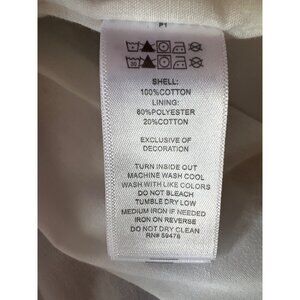 P1
SHELL:
100%COTTON
LINING:
80%POLYESTER
20%COTTON
EXCLUSIVE OF
DECORATION
TURN INSIDE OUT
MACHINE WASH COOL
WASH WITH LIKE COLORS
DO NOT BLEACH
TUMBLE DRY LOW
MEDIUM IRON IF NEEDED
IRON ON REVERSE
DO NOT DRY CLEAN
RN# 59476